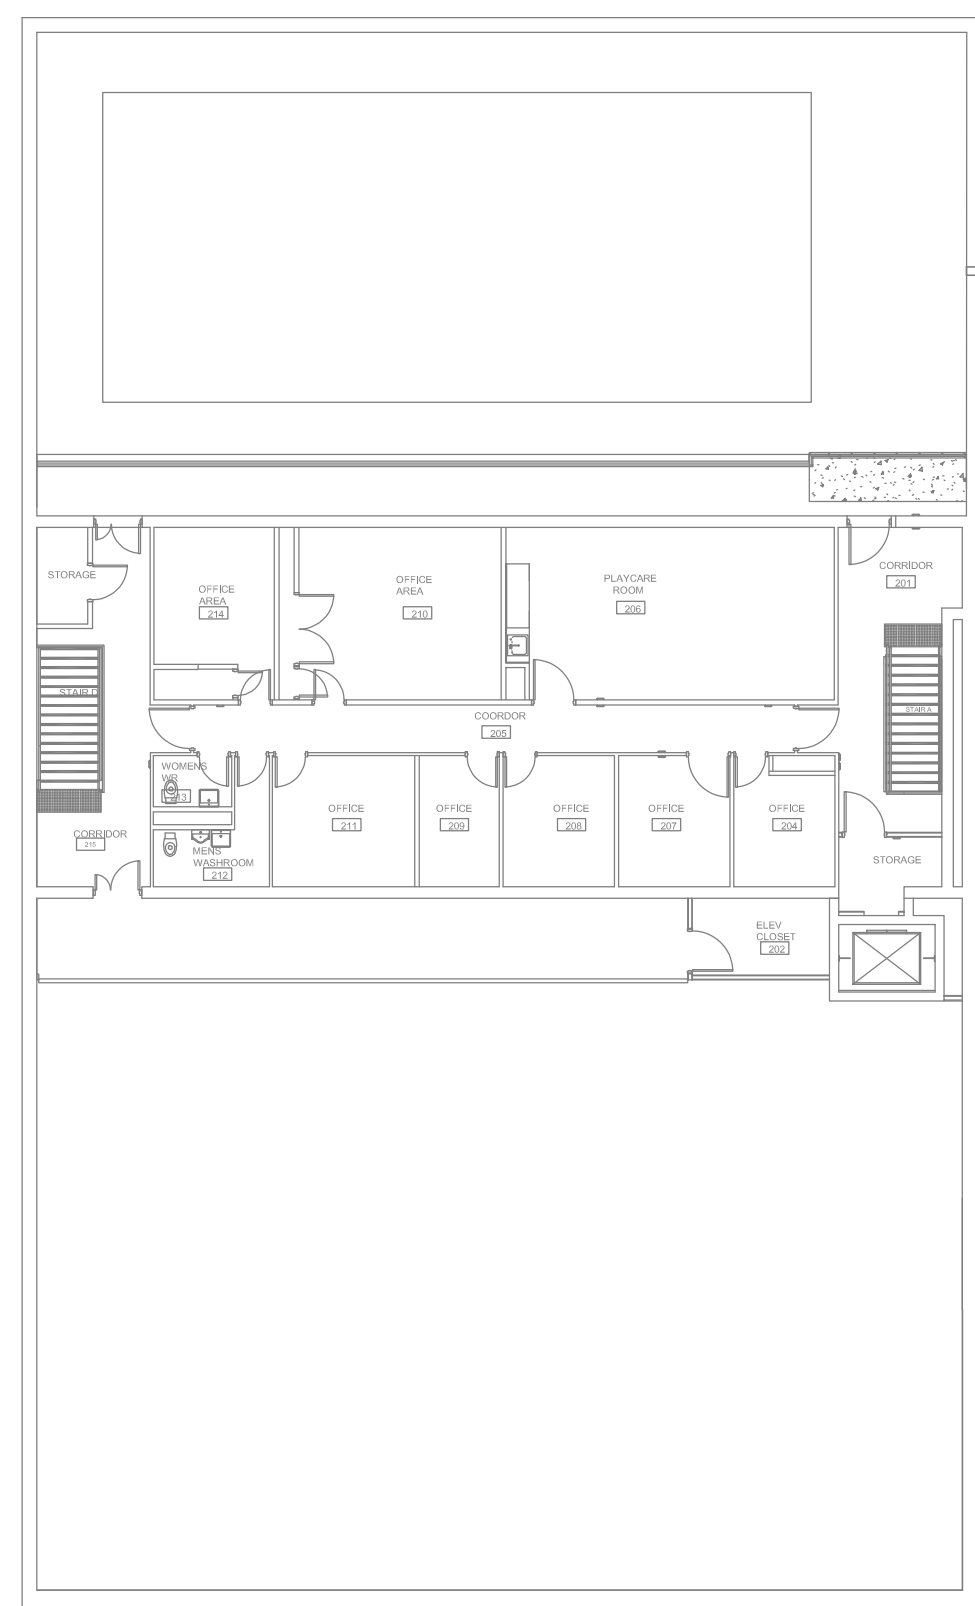 STORAGE
OFFICE
AREA
214
OFFICE
AREA
210
PLAYCARE
ROOM
206
CORRIDOR
201
STAIR D
STAIR A
COORDOR
205
WOMENS
WR
213
OFFICE
211
OFFICE
209
OFFICE
208
OFFICE
207
OFFICE
204
CORRIDOR
215
MENS
WASHROOM
212
STORAGE
ELEV
CLOSET
202